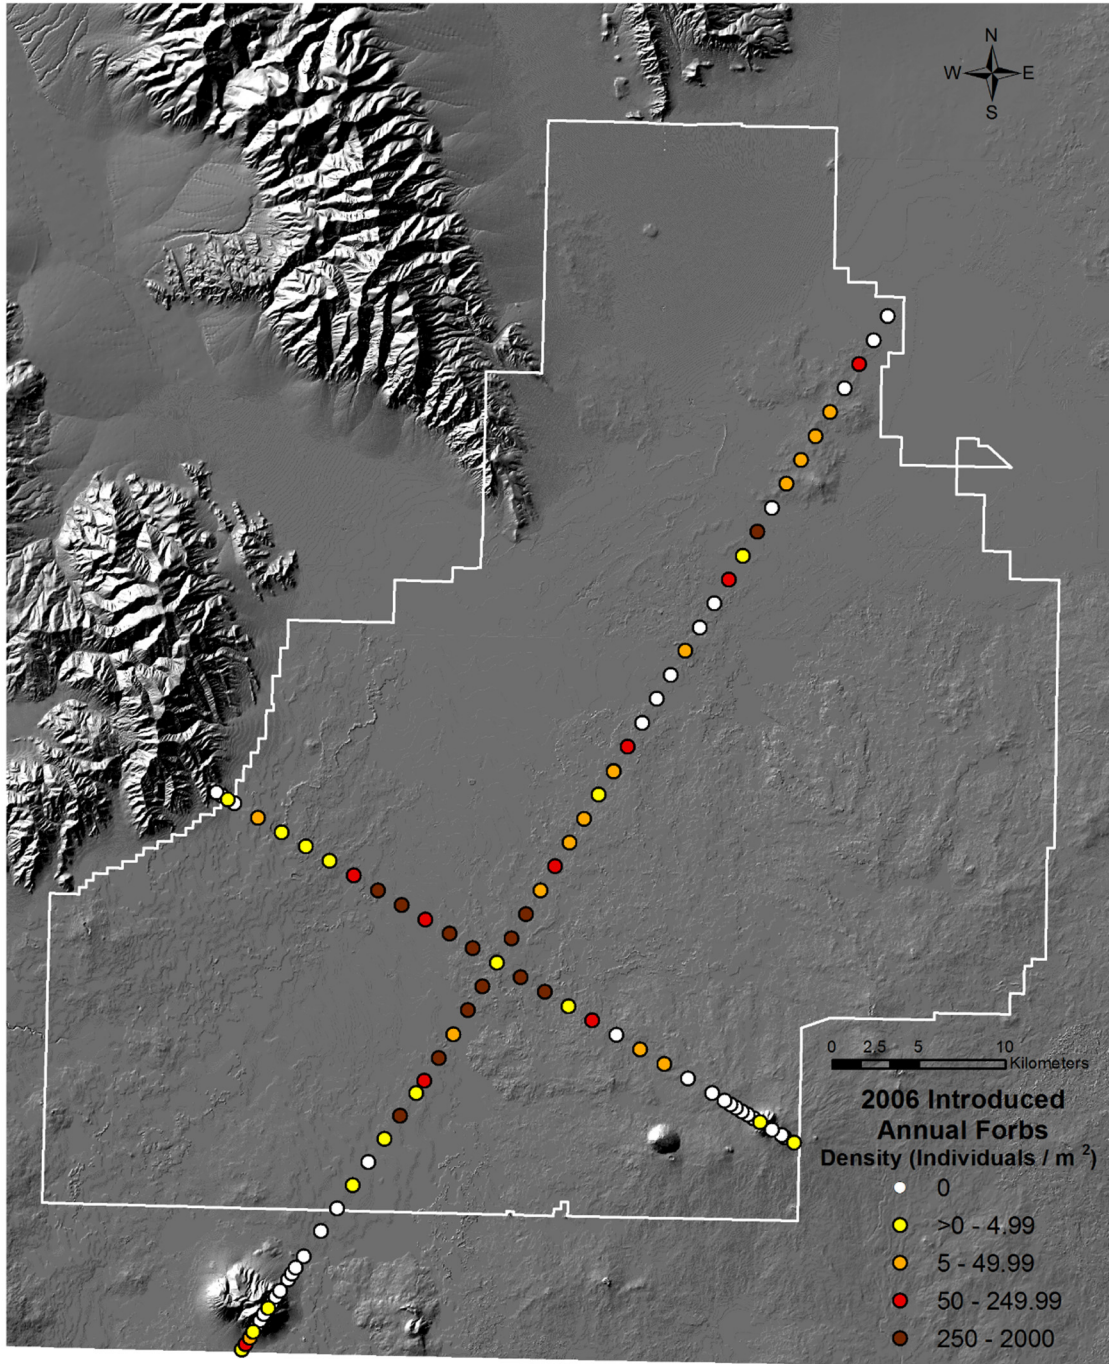 N
W E
S
0 2.5 5 10
Kilometers
2006 Introduced
Annual Forbs
Density (Individuals / m ²)
0
>0 - 4.99
5 - 49.99
50 - 249.99
250 - 2000